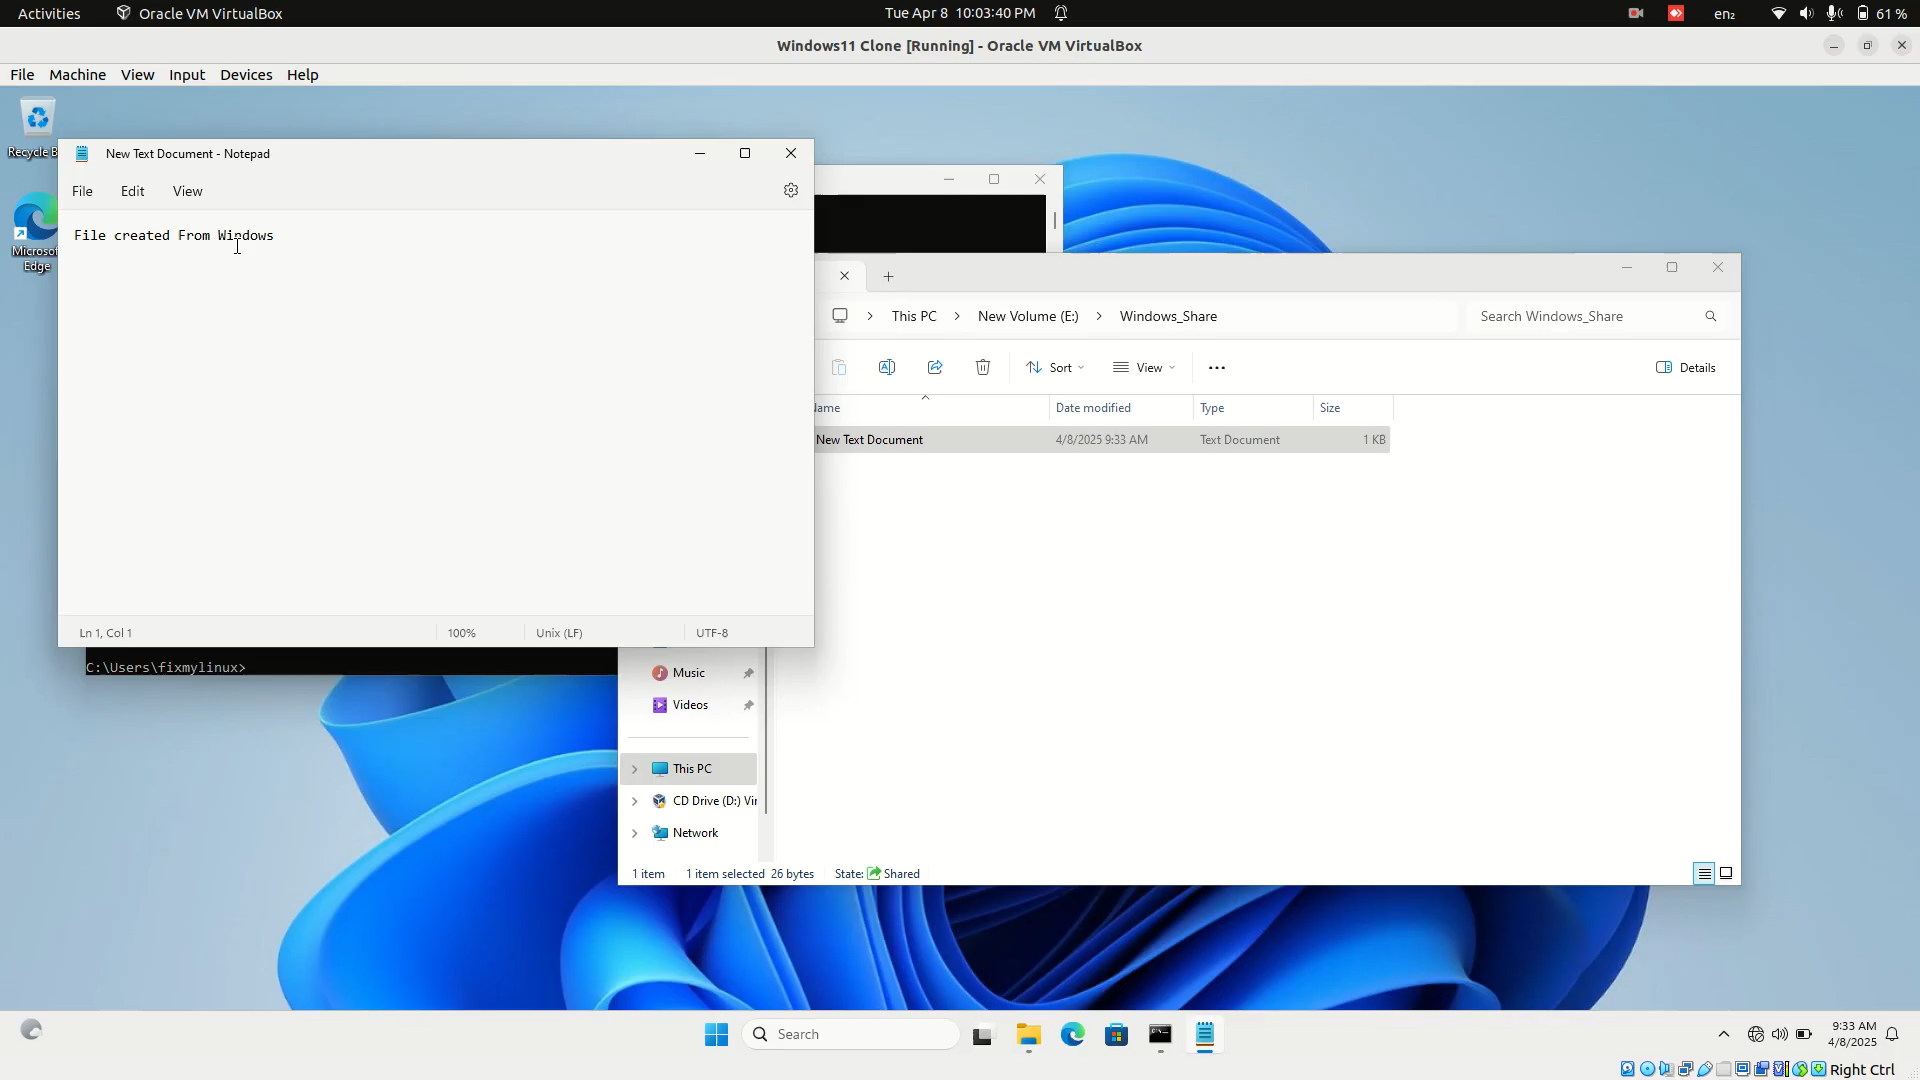 Activities
Oracle VM VirtualBox
Tue Apr 8 10:03:40 PM
en₂
61 %
Windows11 Clone [Running] - Oracle VM VirtualBox
File Machine View Input Devices Help
Recycle B
Microsof
Edge
New Text Document - Notepad
File Edit View
File created From Windows
Ln 1, Col 1
100%
Unix (LF)
UTF-8
C:\Users\fixmylinux>
This PC
New Volume (E:)
Windows_Share
Search Windows_Share
Sort
View
Details
Name
Date modified
Type
Size
New Text Document
4/8/2025 9:33 AM
Text Document
1 KB
Music
Videos
This PC
CD Drive (D:) Vir
Network
1 item
1 item selected 26 bytes
State: Shared
Search
9:33 AM
4/8/2025
Right Ctrl